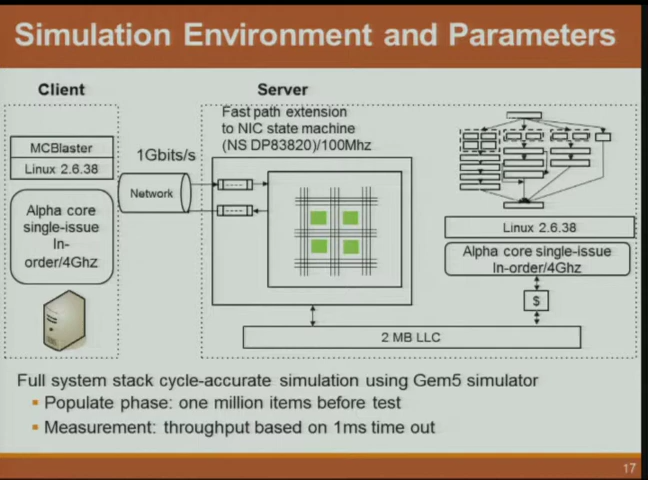 Simulation Environment and Parameters
Client
Server
MCBlaster
Linux 2.6.38
Alpha core
single-issue
In-
order/4Ghz
1Gbits/s
Network
Fast path extension
to NIC state machine
(NS DP83820)/100Mhz
Linux 2.6.38
Alpha core single-issue
In-order/4Ghz
$
2 MB LLC
Full system stack cycle-accurate simulation using Gem5 simulator
Populate phase: one million items before test
Measurement: throughput based on 1ms time out
17